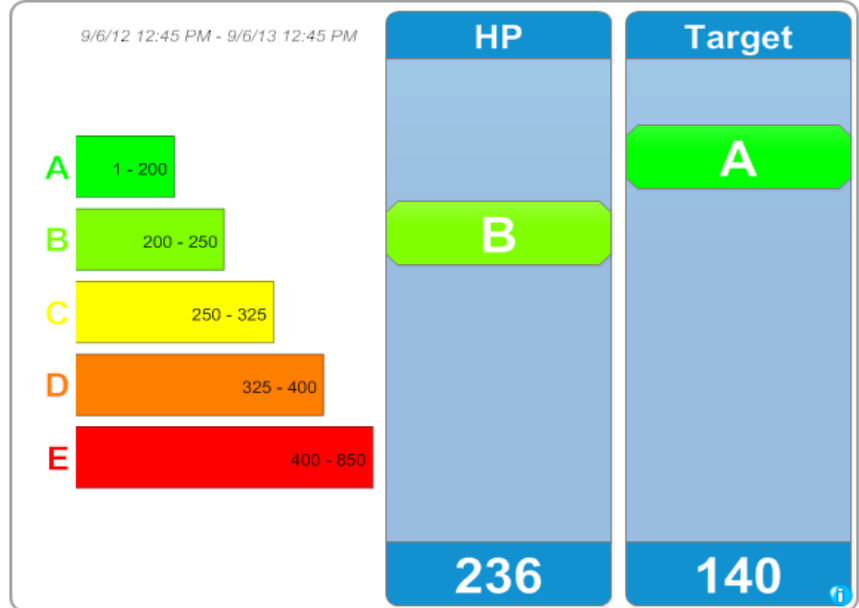 9/6/12 12:45 PM - 9/6/13 12:45 PM
HP
Target
A
1 - 200
A
B
200 - 250
B
C
250 - 325
D
325 - 400
E
400 - 850
236
140
i